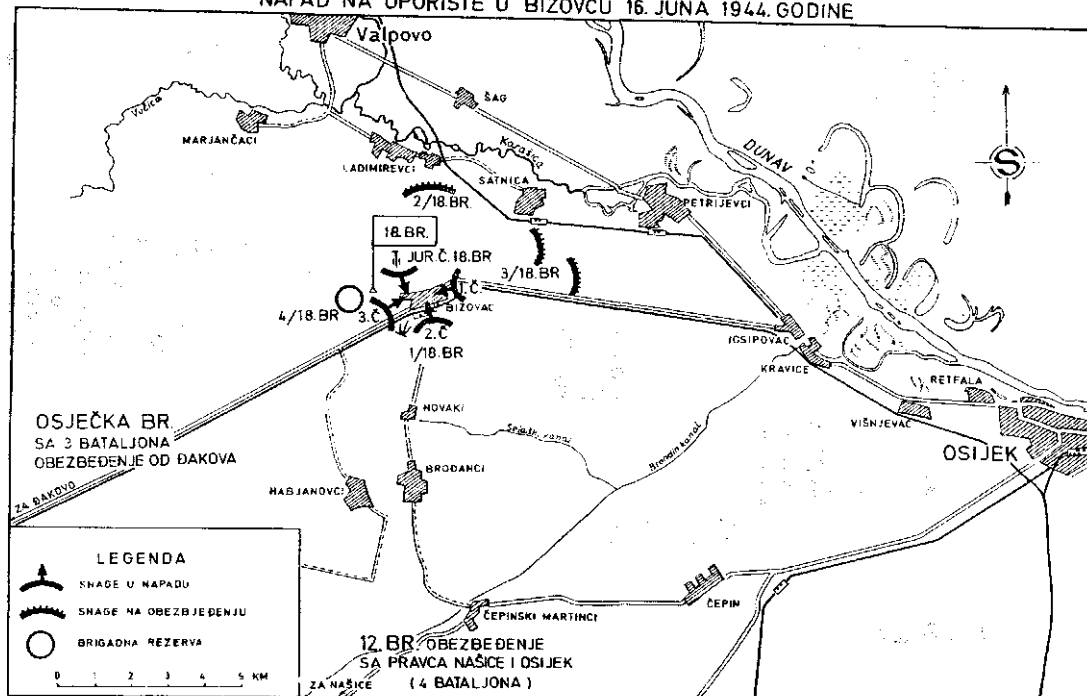 NAPAD NA UPORIŠTE U BIZOVCU 16. JUNA 1944. GODINE
Valpovo
ŠAG
Vučica
MARJANČACI
Karašica
LADIMIREVCI
SATNICA
DUNAV
S
PETRIJEVCI
2/18. BR.
18. BR.
JUR.Č. 18. BR
3/18. BR
1.Č.
BIZOVAC
4/18. BR
3.Č
2.Č
1/18. BR
JOSIPOVAC
KRAVICE
RETFALA
VIŠNJEVAC
OSIJEK
NOVAKI
OSJEČKA BR.
SA 3 BATALJONA
OBEZBEĐENJE OD ĐAKOVA
BROĐANCI
kanal
Brođin kanal
ZA ĐAKOVO
HABJANOVCI
LEGENDA
SNAGE U NAPADU
SNAGE NA OBEZBJEĐENJU
BRIGADNA REZERVA
0 1 2 3 4 5 KM
ČEPIN
ČEPINSKI MARTINCI
12. BR. OBEZBEĐENJE
SA PRAVCA NAŠICE I OSIJEK
(4 BATALJONA)
ZA NAŠICE